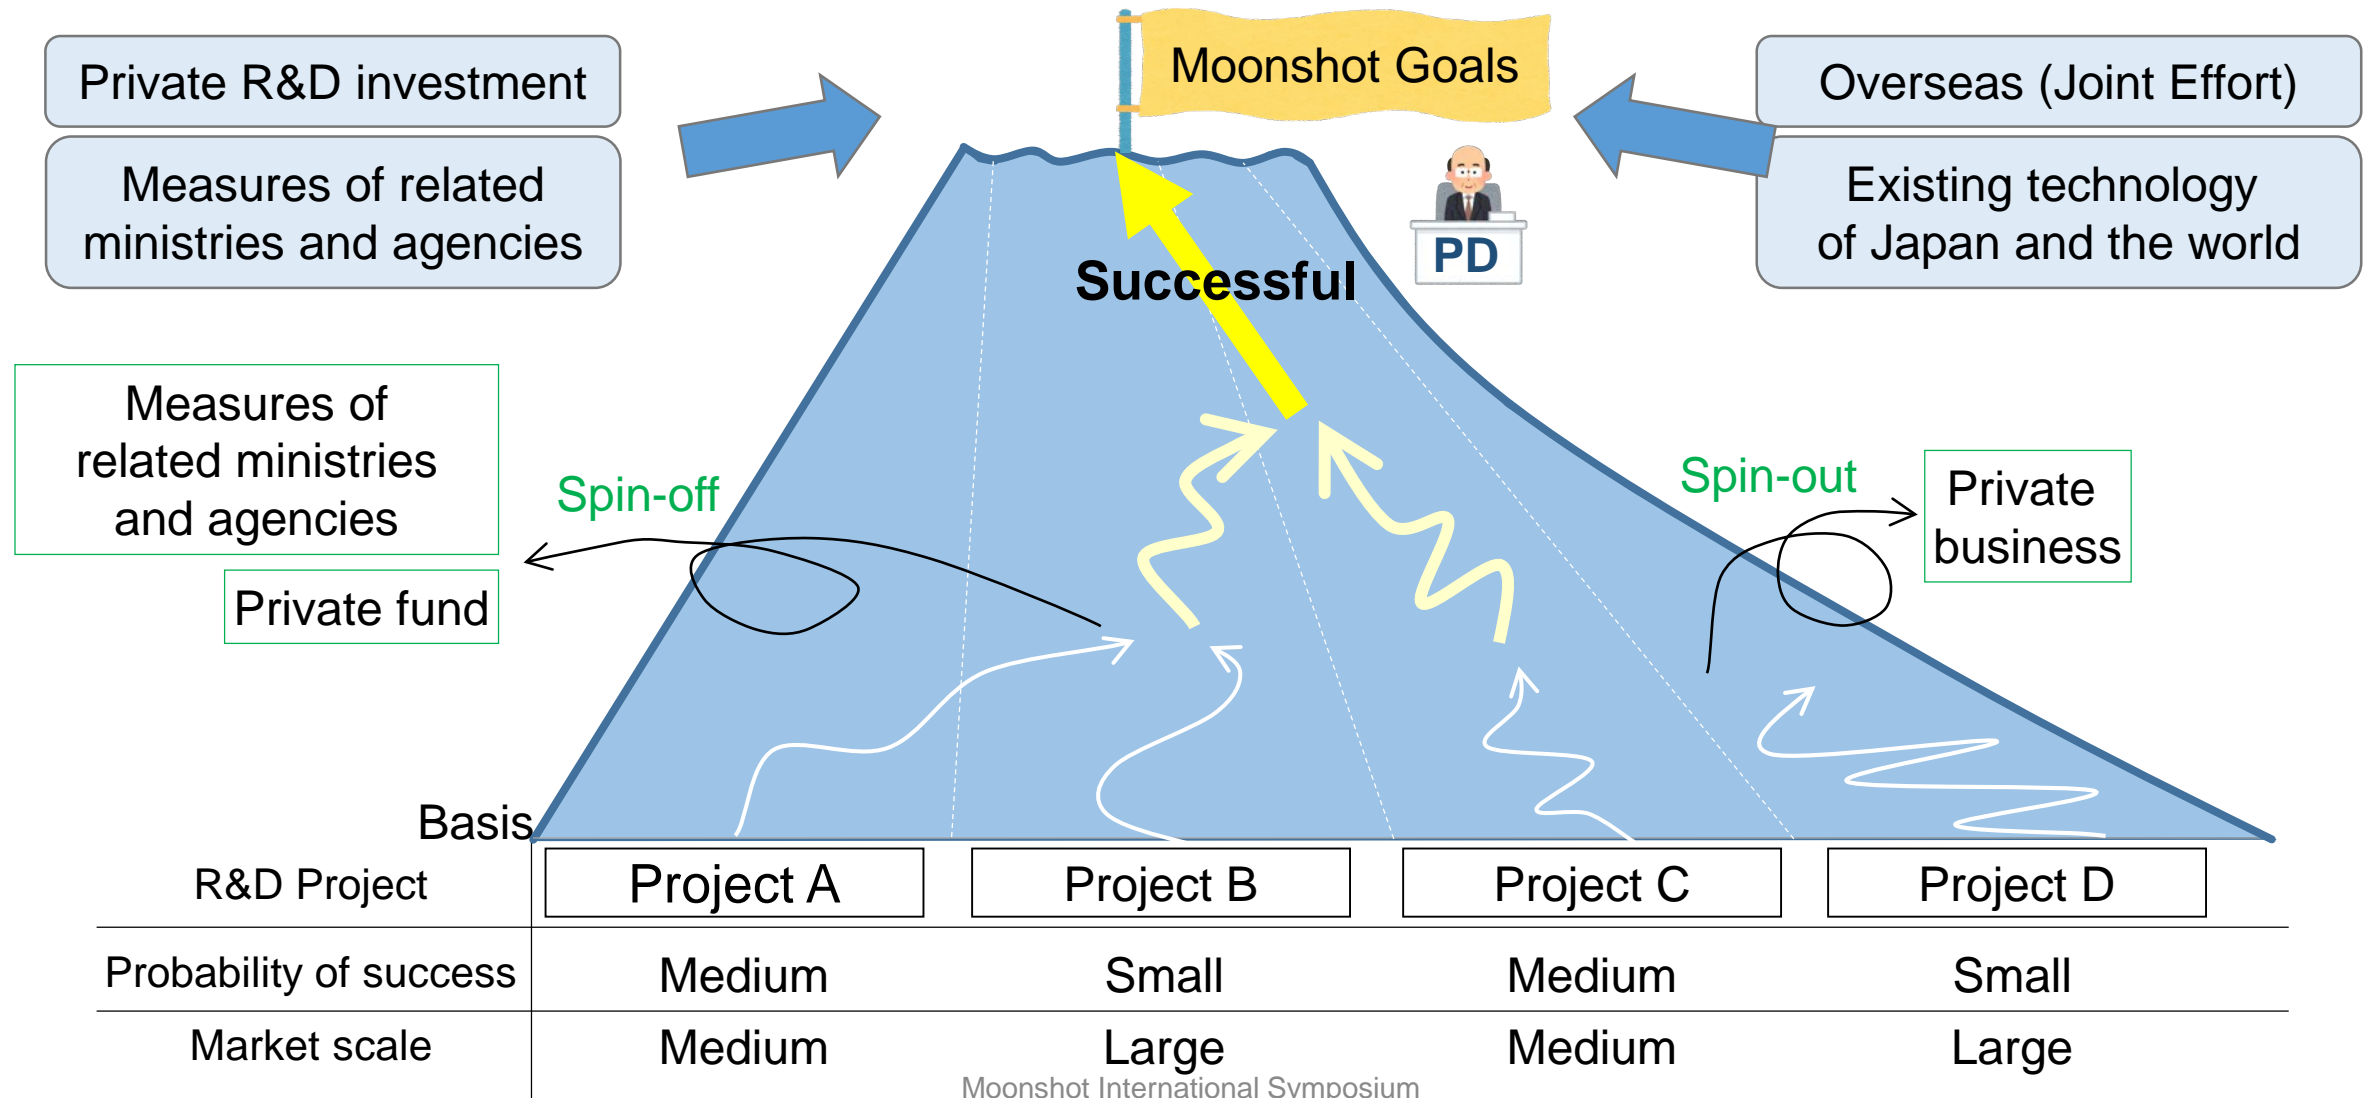 Moonshot Goals
Private R&D investment
Measures of related
ministries and agencies
Overseas (Joint Effort)
Existing technology
of Japan and the world
PD
Successful
Measures of
related ministries
and agencies
Private fund
Spin-off
Spin-out
Private
business
Basis
R&D Project
Project A
Project B
Project C
Project D
Probability of success
Medium
Small
Medium
Small
Market scale
Medium
Large
Medium
Large
Moonshot International Symposium